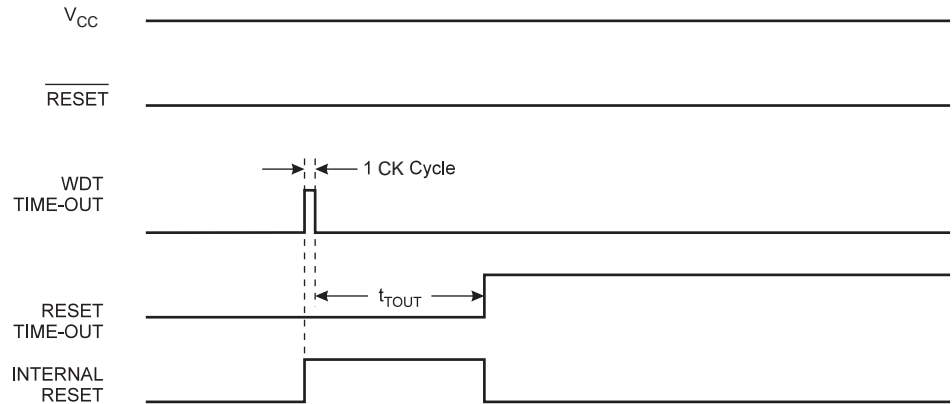 VCC
RESET
1 CK Cycle
WDT
TIME-OUT
tTOUT
RESET
TIME-OUT
INTERNAL
RESET